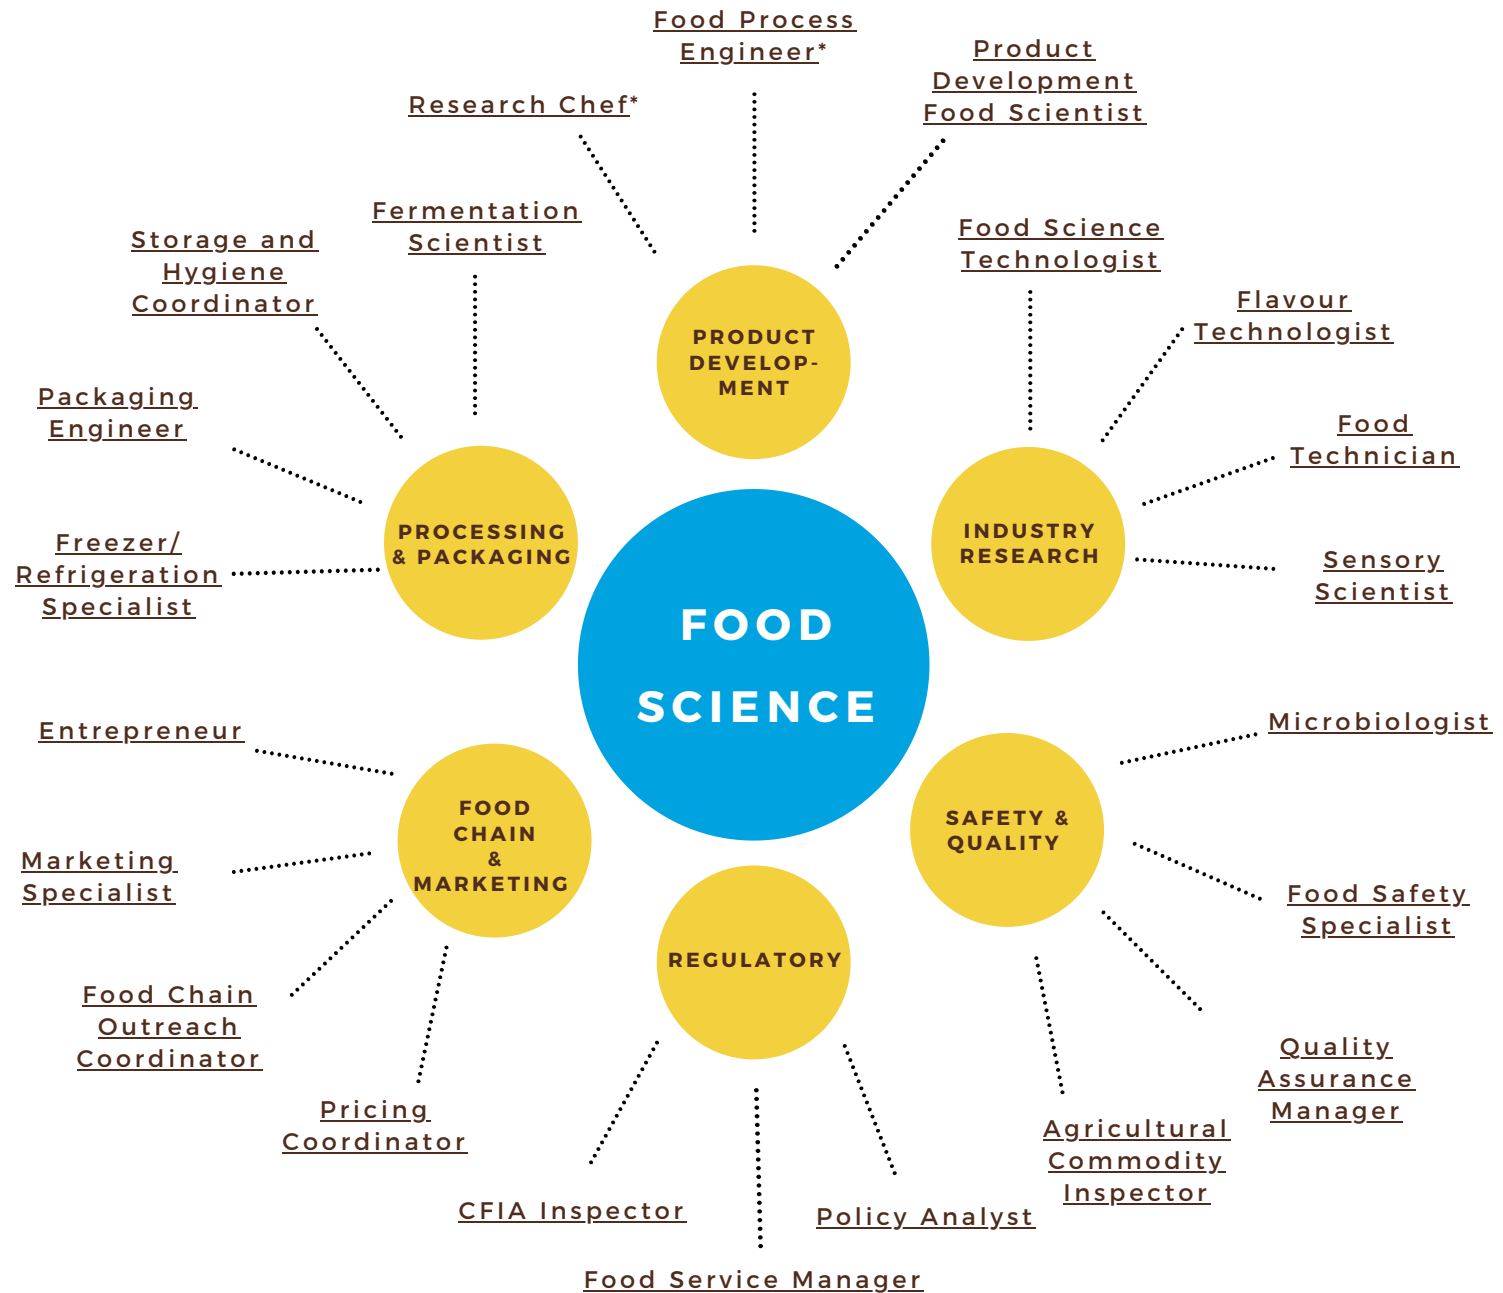 Food Process
Engineer*
Product
Development
Food Scientist
Research Chef*
Fermentation
Scientist
Storage and
Hygiene
Coordinator
Food Science
Technologist
Flavour
Technologist
PRODUCT
DEVELOP-
MENT
Packaging
Engineer
Food
Technician
PROCESSING
& PACKAGING
INDUSTRY
RESEARCH
Freezer/
Refrigeration
Specialist
Sensory
Scientist
FOOD
SCIENCE
Entrepreneur
Microbiologist
FOOD
CHAIN
&
MARKETING
SAFETY &
QUALITY
Marketing
Specialist
Food Safety
Specialist
REGULATORY
Food Chain
Outreach
Coordinator
Quality
Assurance
Manager
Pricing
Coordinator
Agricultural
Commodity
Inspector
CFIA Inspector
Policy Analyst
Food Service Manager